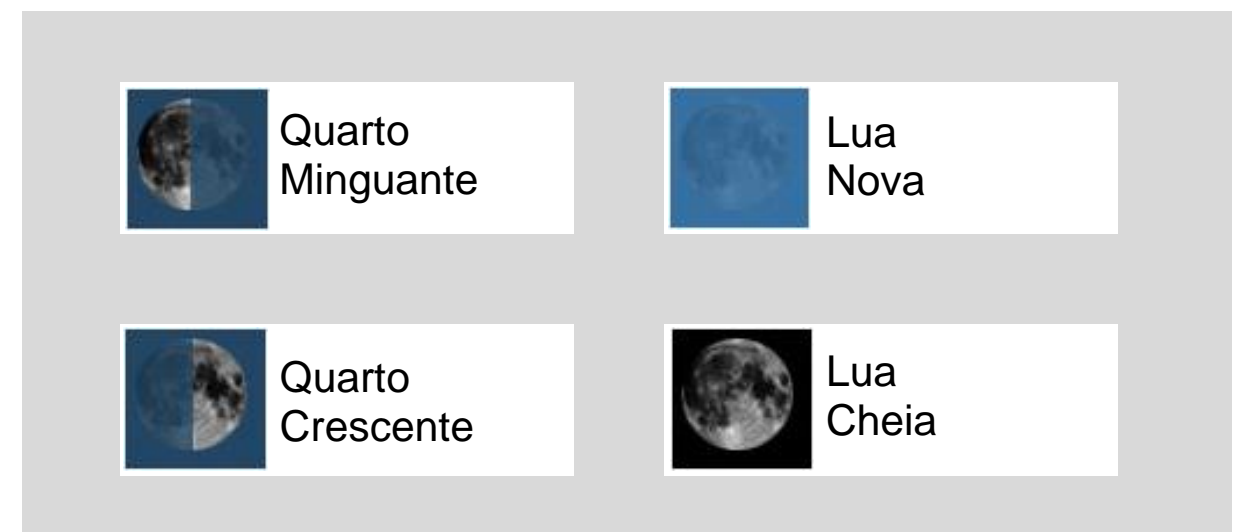 Quarto
Minguante
Lua
Nova
Quarto
Crescente
Lua
Cheia